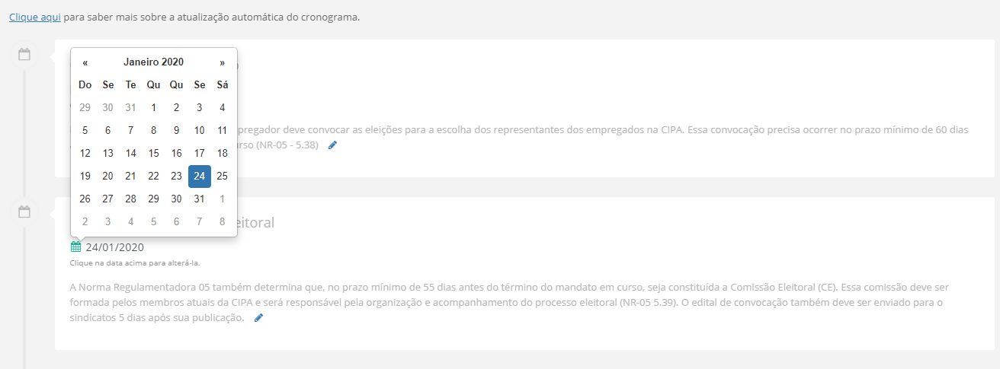 Clique aqui para saber mais sobre a atualização automática do cronograma.
« Janeiro 2020 »
Do Se Te Qu Qu Se Sá
29 30 31 1 2 3 4
5 6 7 8 9 10 11
12 13 14 15 16 17 18
19 20 21 22 23 24 25
26 27 28 29 30 31 1
2 3 4 5 6 7 8
pregador deve convocar as eleições para a escolha dos representantes dos empregados na CIPA. Essa convocação precisa ocorrer no prazo mínimo de 60 dias
rso (NR-05 - 5.38)
eitoral
24/01/2020
Clique na data acima para alterá-la.
A Norma Regulamentadora 05 também determina que, no prazo mínimo de 55 dias antes do término do mandato em curso, seja constituída a Comissão Eleitoral (CE). Essa comissão deve ser
formada pelos membros atuais da CIPA e será responsável pela organização e acompanhamento do processo eleitoral (NR-05 5.39). O edital de convocação também deve ser enviado para o
sindicatos 5 dias após sua publicação.